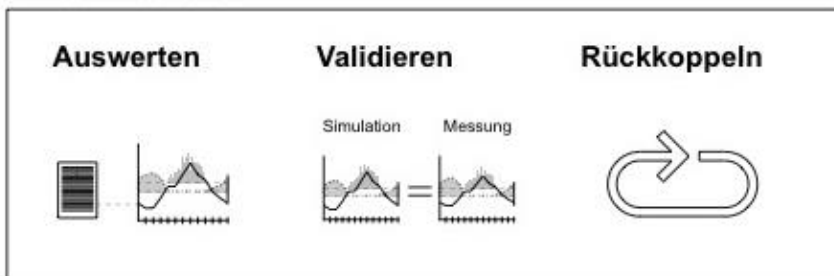 Auswerten
Validieren
Rückkoppeln
Simulation
Messung